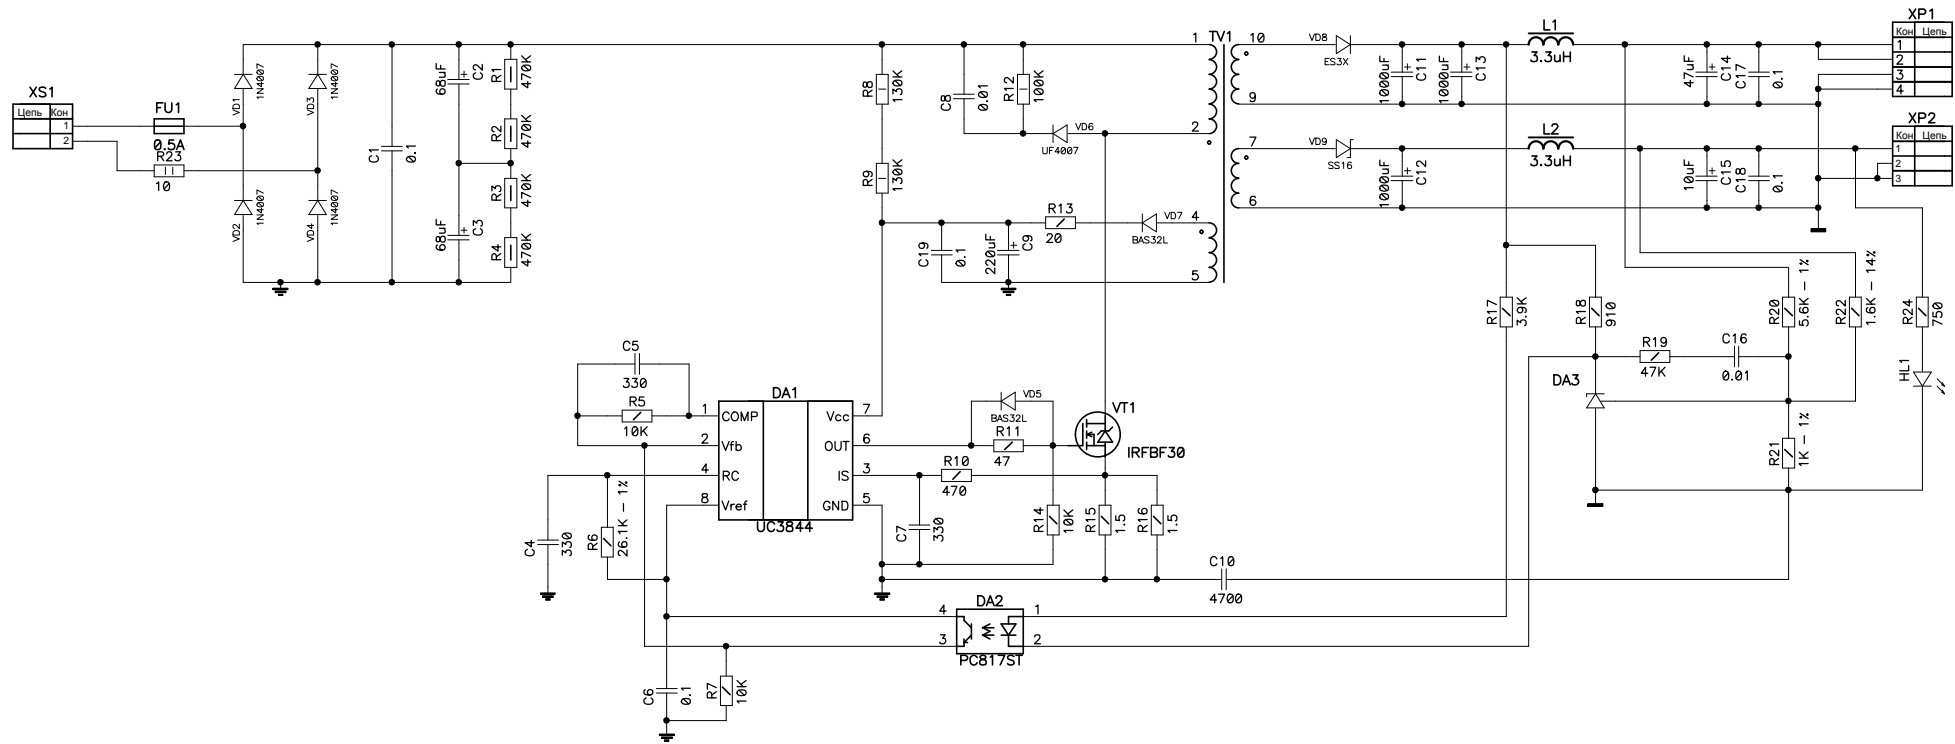 XS1
Цепь Кон
1
2
FU1
0.5A
R23
10
VD1
1N4007
VD3
1N4007
VD2
1N4007
VD4
1N4007
C1
0.1
68uF
+
C2
68uF
+
C3
R1
470K
R2
470K
R3
470K
R4
470K
R8
130K
R9
130K
C8
0.01
R12
100K
VD6
UF4007
C19
0.1
220uF
+
C9
R13
20
VD7
BAS32L
TV1
1
2
4
5
10
9
7
6
VD8
ES3X
VD9
SS16
1000uF
+
C11
1000uF
+
C13
1000uF
+
C12
L1
3.3uH
L2
3.3uH
47uF
+
C14
C17
0.1
10uF
+
C15
C18
0.1
XP1
Кон Цепь
1
2
3
4
XP2
Кон Цепь
1
2
3
R17
3.9K
R18
910
R20
5.6K - 1%
R22
1.6K - 14%
R24
750
R19
47K
C16
0.01
DA3
HL1
R21
1K - 1%
C5
330
R5
10K
DA1
1 COMP
2 Vfb
4 RC
8 Vref
Vcc 7
OUT 6
IS 3
GND 5
UC3844
VD5
BAS32L
R11
47
VT1
IRFBF30
R10
470
C4
330
R6
26.1K - 1%
C7
330
R14
10K
R15
1.5
R16
1.5
C10
4700
DA2
4
3
1
2
PC817ST
C6
0.1
R7
10K